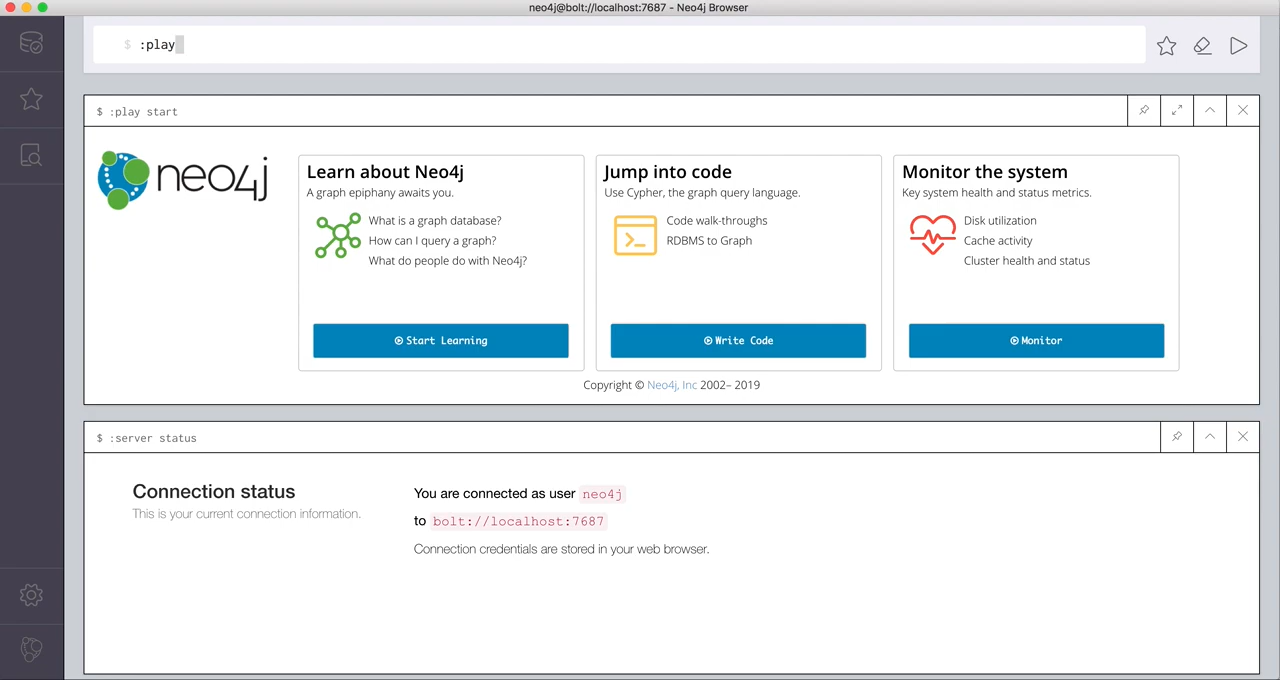 neo4j@bolt://localhost:7687 - Neo4j Browser
$ :play
$ :play start
neo4j
Learn about Neo4j
A graph epiphany awaits you.
What is a graph database?
How can I query a graph?
What do people do with Neo4j?
Start Learning
Jump into code
Use Cypher, the graph query language.
Code walk-throughs
RDBMS to Graph
Write Code
Monitor the system
Key system health and status metrics.
Disk utilization
Cache activity
Cluster health and status
Monitor
Copyright © Neo4j, Inc 2002– 2019
$ :server status
Connection status
This is your current connection information.
You are connected as user neo4j
to bolt://localhost:7687
Connection credentials are stored in your web browser.